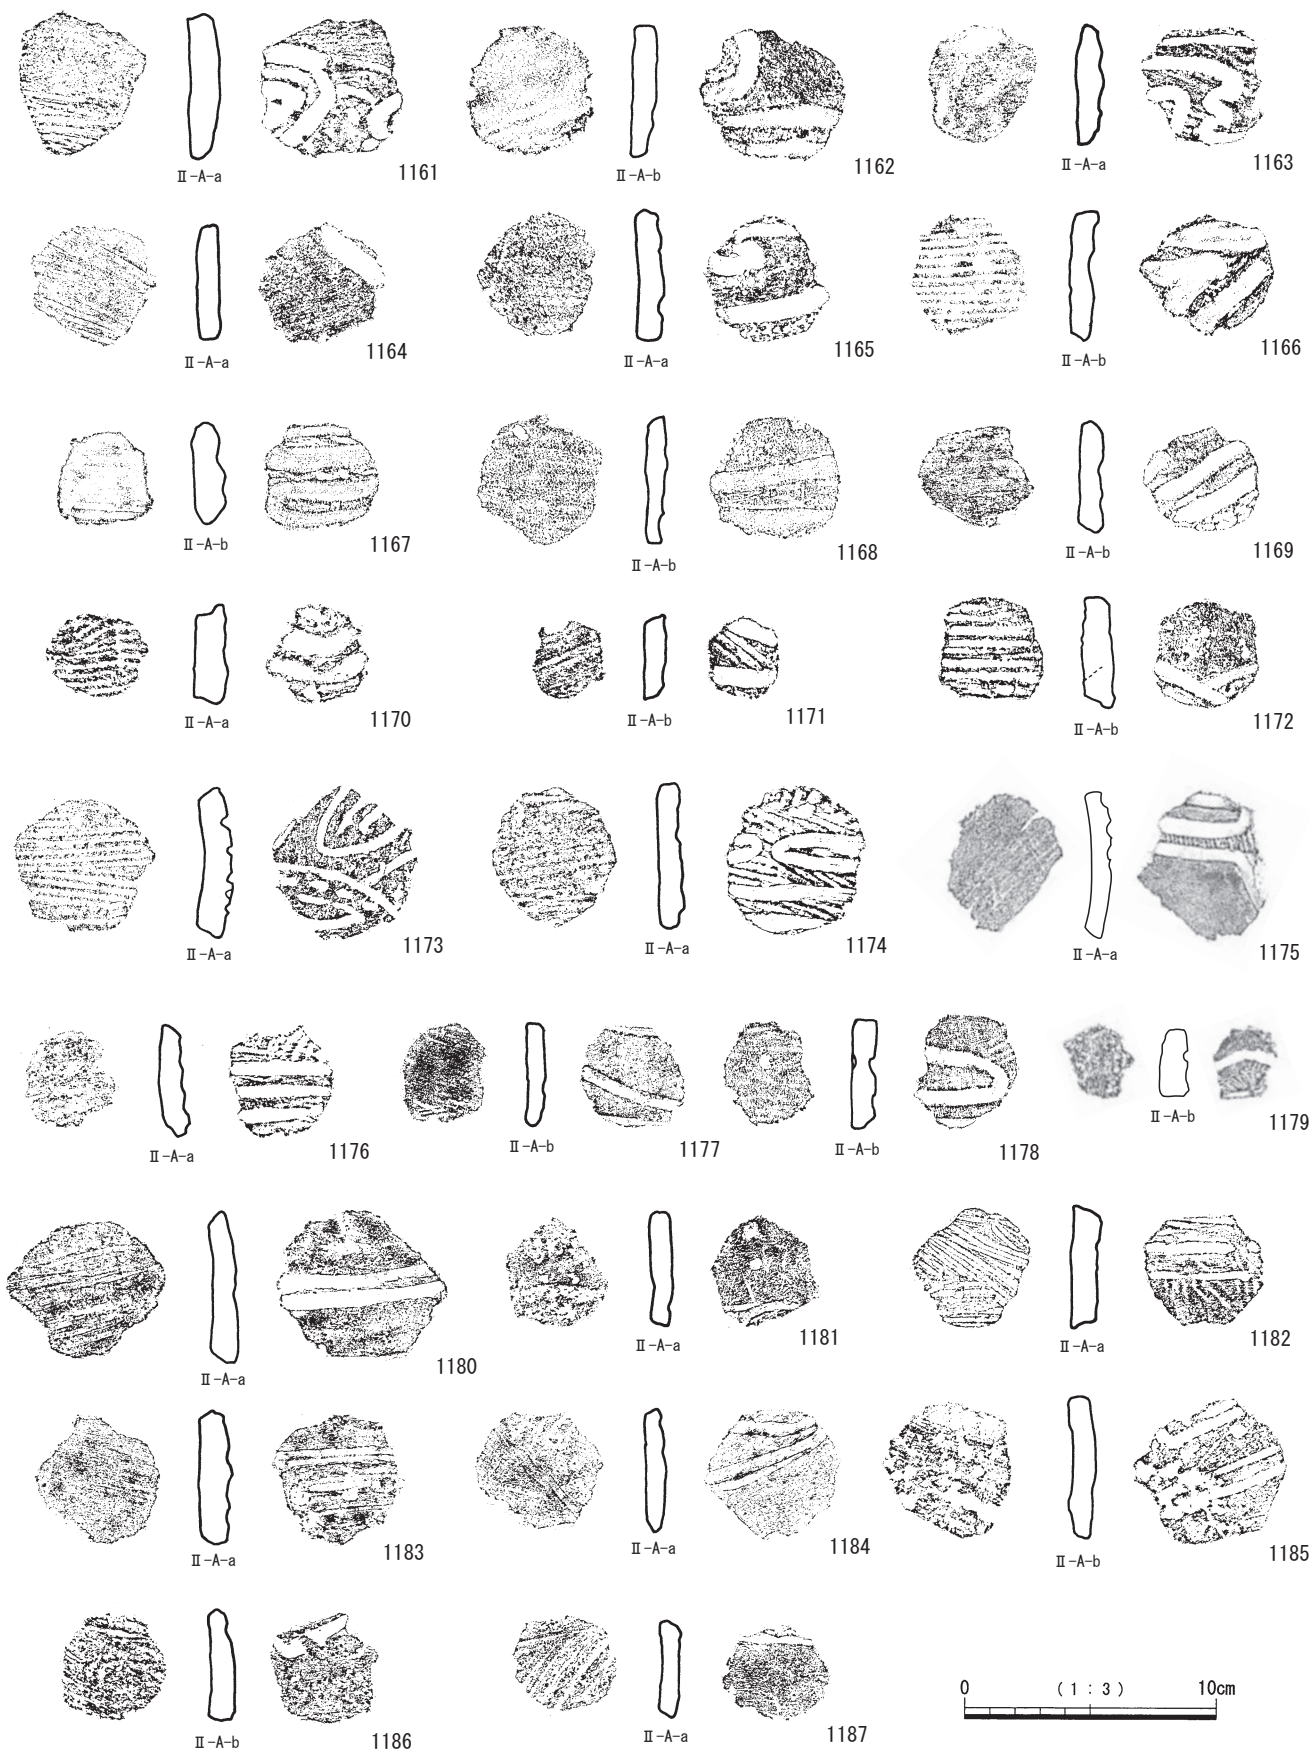 Ⅱ-A-a 1161
Ⅱ-A-b 1162
Ⅱ-A-a 1163
Ⅱ-A-a 1164
Ⅱ-A-a 1165
Ⅱ-A-b 1166
Ⅱ-A-b 1167
Ⅱ-A-b 1168
Ⅱ-A-b 1169
Ⅱ-A-a 1170
Ⅱ-A-b 1171
Ⅱ-A-b 1172
Ⅱ-A-a 1173
Ⅱ-A-a 1174
Ⅱ-A-a 1175
Ⅱ-A-a 1176
Ⅱ-A-b 1177
Ⅱ-A-b 1178
Ⅱ-A-b 1179
Ⅱ-A-a 1180
Ⅱ-A-a 1181
Ⅱ-A-a 1182
Ⅱ-A-a 1183
Ⅱ-A-a 1184
Ⅱ-A-b 1185
Ⅱ-A-b 1186
Ⅱ-A-a 1187
0 (1:3) 10cm